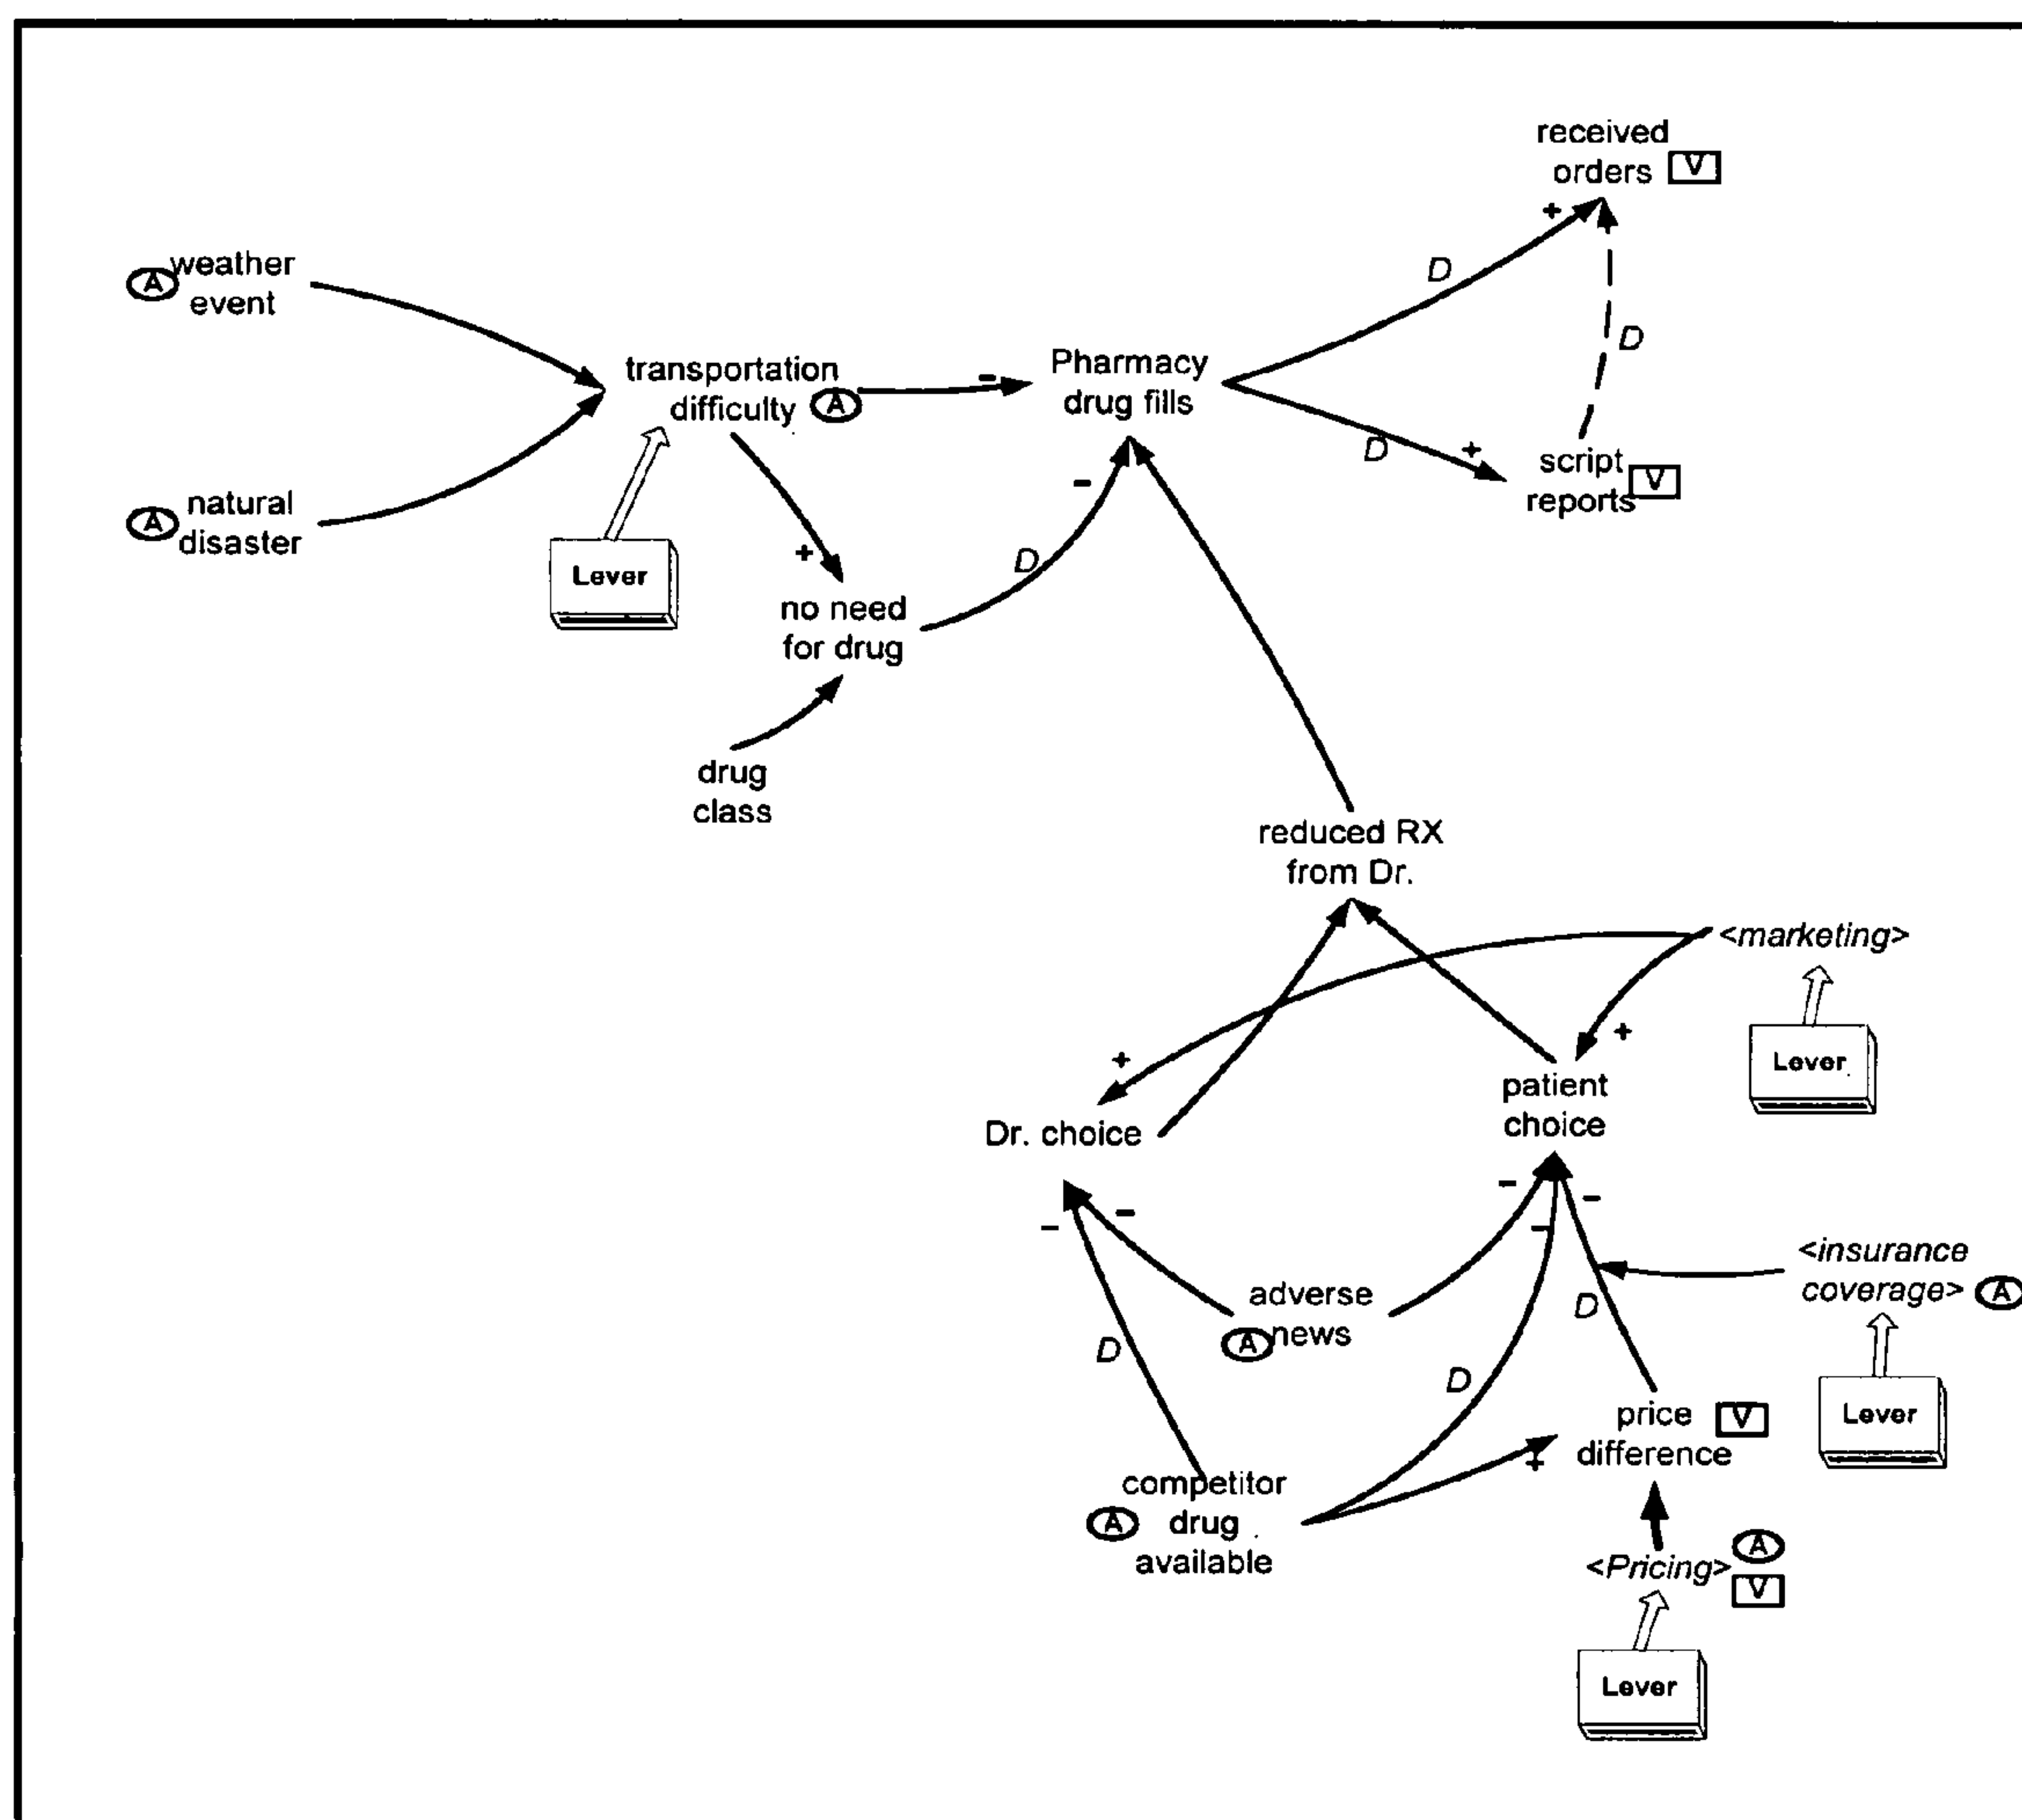 received
orders V
+
D
A weather
event
D
transportation
difficulty A
-
Pharmacy
drug fills
D
+
script
reports V
A natural
disaster
-
+
D
Lever
no need
for drug
drug
class
reduced RX
from Dr.
<marketing>
+
+
Lever
patient
choice
Dr. choice
-
-
-
-
-
<insurance
coverage> A
adverse
A news
D
D
D
price V
difference
Lever
+
competitor
A drug
available
A
<Pricing>
V
Lever